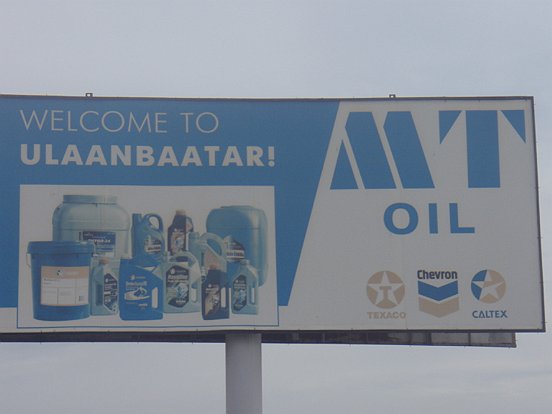 WELCOME TO
ULAANBAATAR!
MT
OIL
TEXACO
Chevron
CALTEX